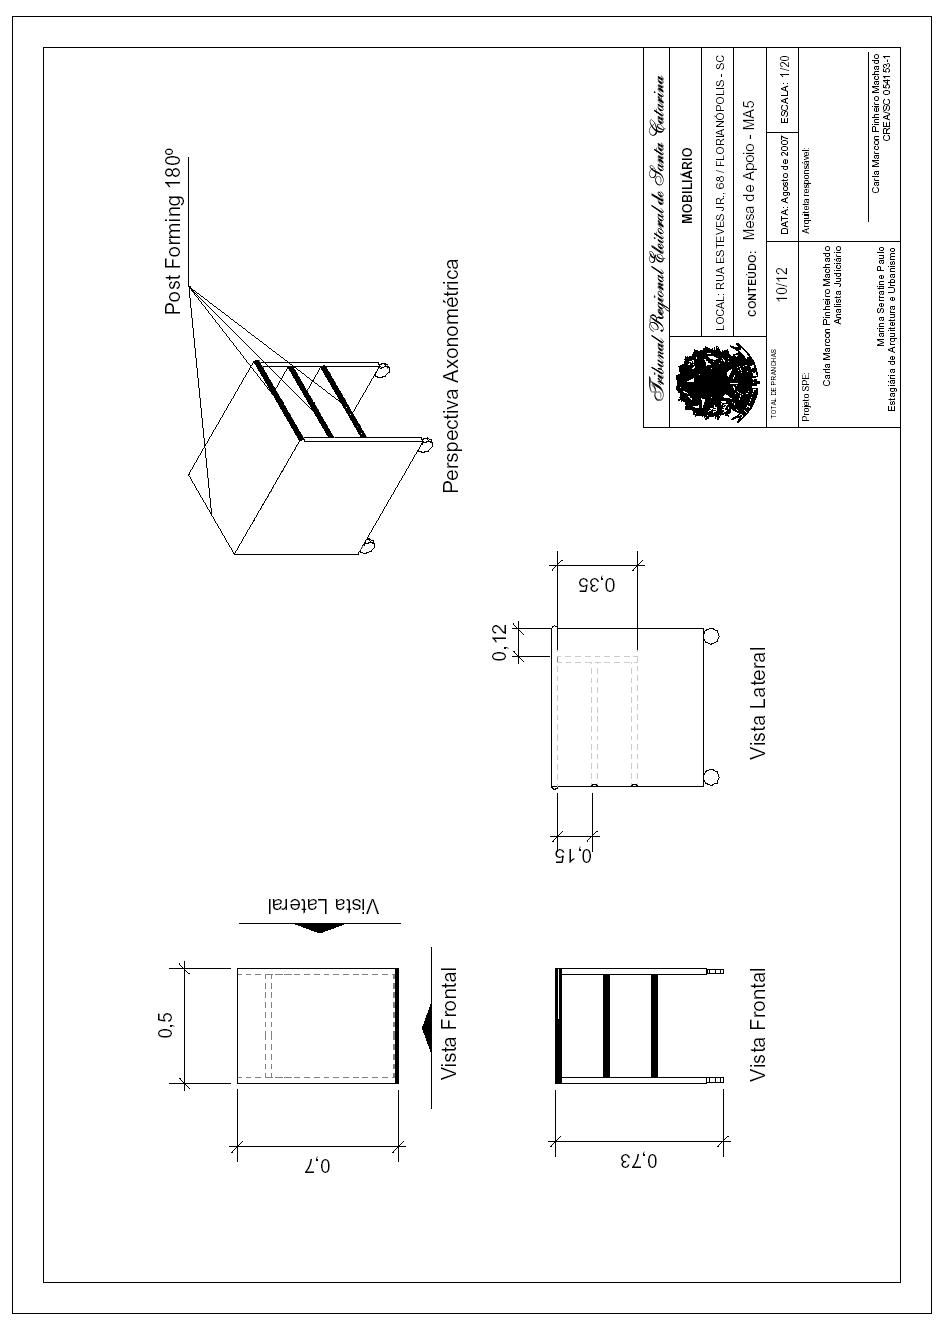 Post Forming 180º
Perspectiva Axonométrica
0,12
0,35
0,15
Vista Lateral
0,5
0,7
Vista Lateral
Vista Frontal
0,73
Vista Frontal
Tribunal Regional Eleitoral de Santa Catarina
MOBILIÁRIO
LOCAL: RUA ESTEVES JR., 68 / FLORIANÓPOLIS - SC
CONTEÚDO: Mesa de Apoio - MA5
TOTAL DE PRANCHAS
10/12
DATA: Agosto de 2007
ESCALA: 1/20
Projeto SPE:
Carla Marcon Pinheiro Machado
Analista Judiciário
Marina Serratine Paulo
Estagiária de Arquitetura e Urbanismo
Arquiteta responsável:
Carla Marcon Pinheiro Machado
CREA/SC 054153-1